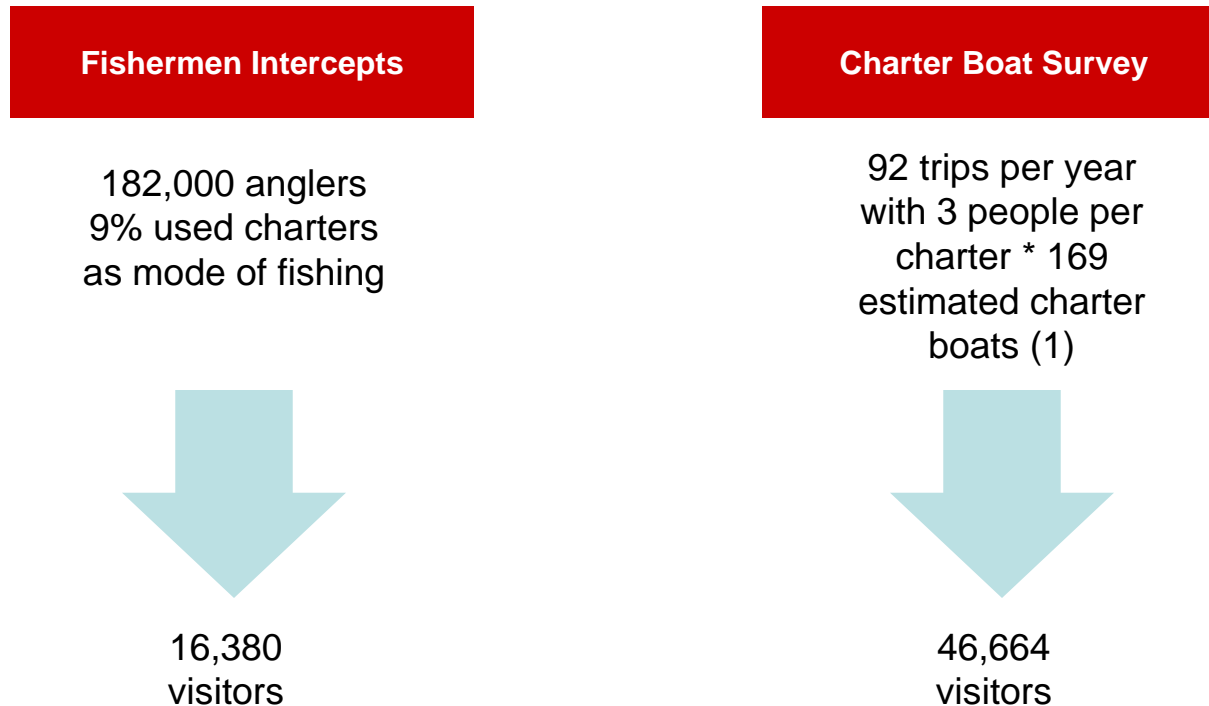 Fishermen Intercepts
182,000 anglers
9% used charters
as mode of fishing
16,380
visitors
Charter Boat Survey
92 trips per year
with 3 people per
charter * 169
estimated charter
boats (1)
46,664
visitors